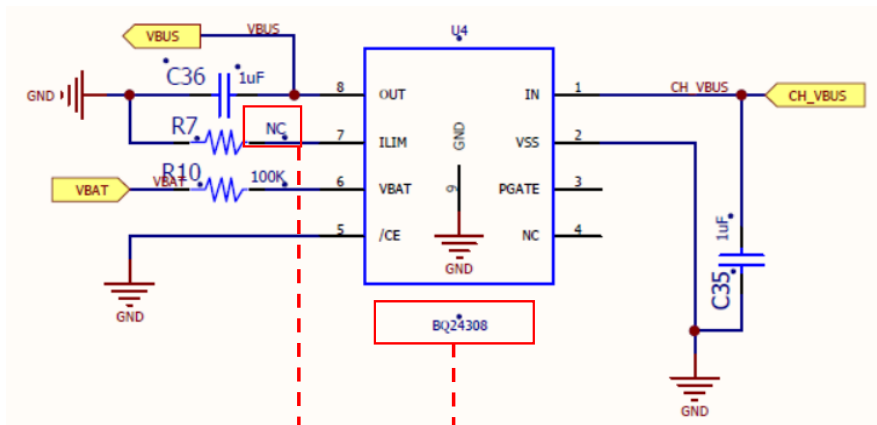 U4
VBUS
VBUS
C36
1uF
GND
8
OUT
IN
1
CH_VBUS
CH_VBUS
R7
NC
7
ILIM
GND
VSS
2
R10
VBAT
VBAT
100K
6
VBAT
9
PGATE
3
5
/CE
NC
4
1uF
C35
GND
GND
BQ24308
GND